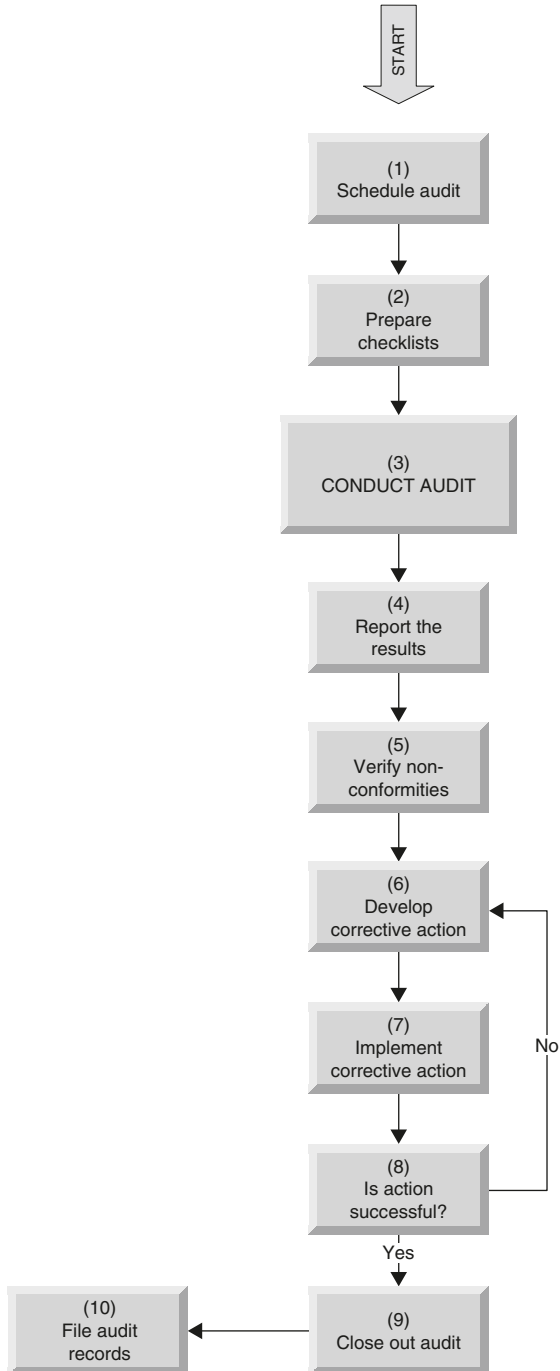 START
(1)
Schedule audit
(2)
Prepare
checklists
(3)
CONDUCT AUDIT
(4)
Report the
results
(5)
Verify non-
conformities
(6)
Develop
corrective action
(7)
Implement
corrective action
No
(8)
Is action
successful?
Yes
(9)
Close out audit
(10)
File audit
records